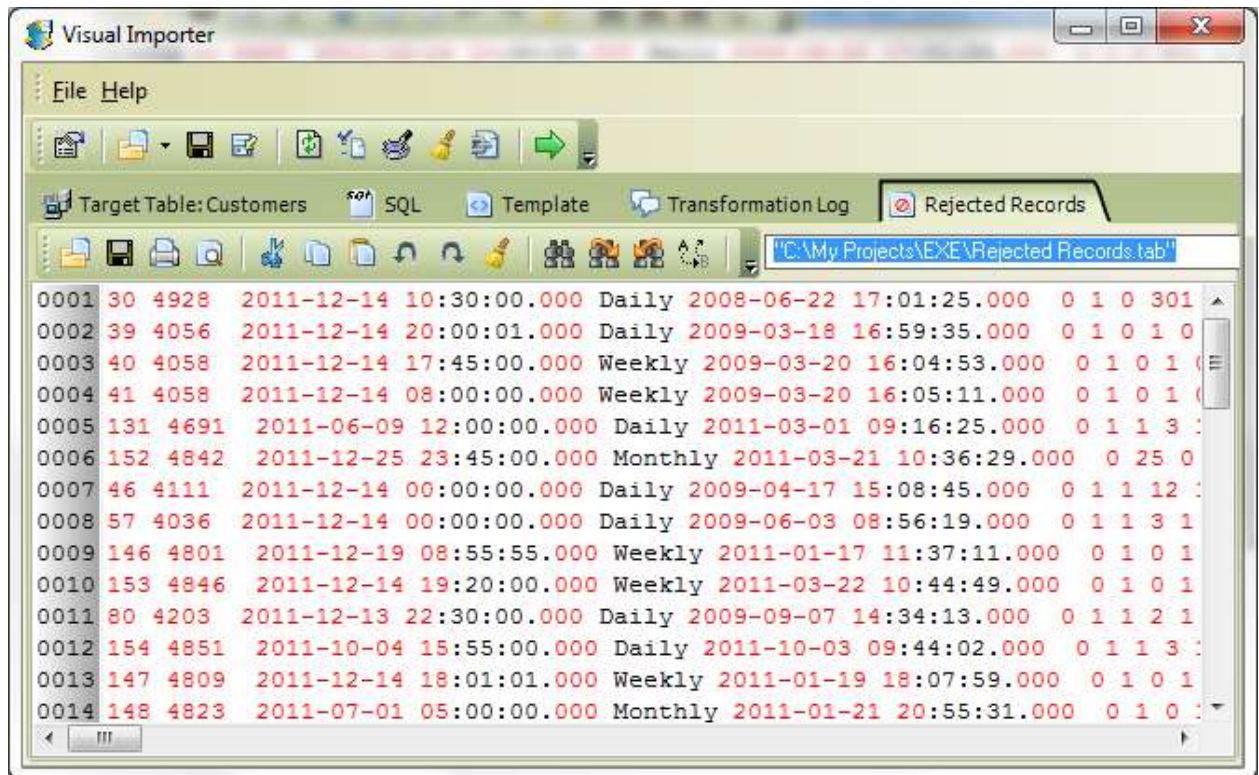 Visual Importer
File Help
Target Table: Customers SQL Template Transformation Log Rejected Records
"C:\My Projects\EXE\Rejected Records.tab"
0001 30 4928 2011-12-14 10:30:00.000 Daily 2008-06-22 17:01:25.000 0 1 0 301
0002 39 4056 2011-12-14 20:00:01.000 Daily 2009-03-18 16:59:35.000 0 1 0 1 0
0003 40 4058 2011-12-14 17:45:00.000 Weekly 2009-03-20 16:04:53.000 0 1 0 1
0004 41 4058 2011-12-14 08:00:00.000 Weekly 2009-03-20 16:05:11.000 0 1 0 1
0005 131 4691 2011-06-09 12:00:00.000 Daily 2011-03-01 09:16:25.000 0 1 1 3
0006 152 4842 2011-12-25 23:45:00.000 Monthly 2011-03-21 10:36:29.000 0 25 0
0007 46 4111 2011-12-14 00:00:00.000 Daily 2009-04-17 15:08:45.000 0 1 1 12
0008 57 4036 2011-12-14 00:00:00.000 Daily 2009-06-03 08:56:19.000 0 1 1 3 1
0009 146 4801 2011-12-19 08:55:55.000 Weekly 2011-01-17 11:37:11.000 0 1 0 1
0010 153 4846 2011-12-14 19:20:00.000 Weekly 2011-03-22 10:44:49.000 0 1 0 1
0011 80 4203 2011-12-13 22:30:00.000 Daily 2009-09-07 14:34:13.000 0 1 1 2 1
0012 154 4851 2011-10-04 15:55:00.000 Daily 2011-10-03 09:44:02.000 0 1 1 3
0013 147 4809 2011-12-14 18:01:01.000 Weekly 2011-01-19 18:07:59.000 0 1 0 1
0014 148 4823 2011-07-01 05:00:00.000 Monthly 2011-01-21 20:55:31.000 0 1 0